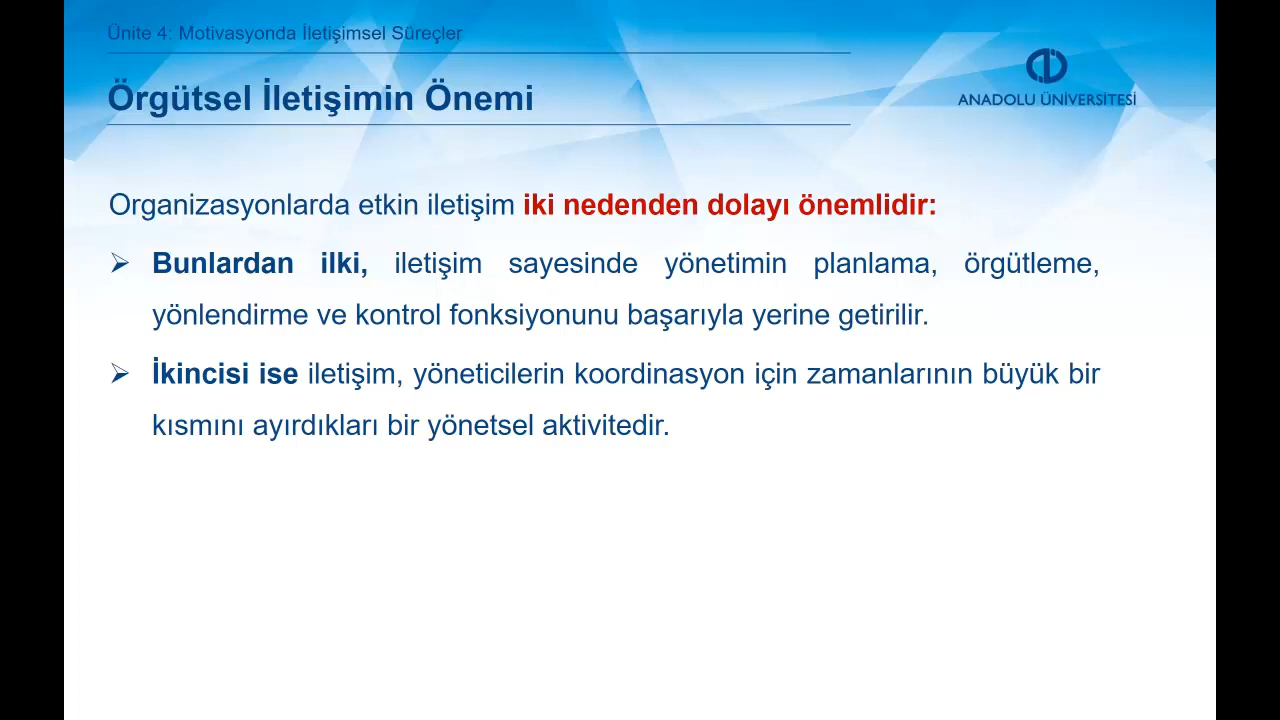 Ünite 4: Motivasyonda İletişimsel Süreçler
Örgütsel İletişimin Önemi
ANADOLU ÜNİVERSİTESİ
Organizasyonlarda etkin iletişim iki nedenden dolayı önemlidir:
Bunlardan ilki, iletişim sayesinde yönetimin planlama, örgütleme,
yönlendirme ve kontrol fonksiyonunu başarıyla yerine getirilir.
İkincisi ise iletişim, yöneticilerin koordinasyon için zamanlarının büyük bir
kısmını ayırdıkları bir yönetsel aktivitedir.